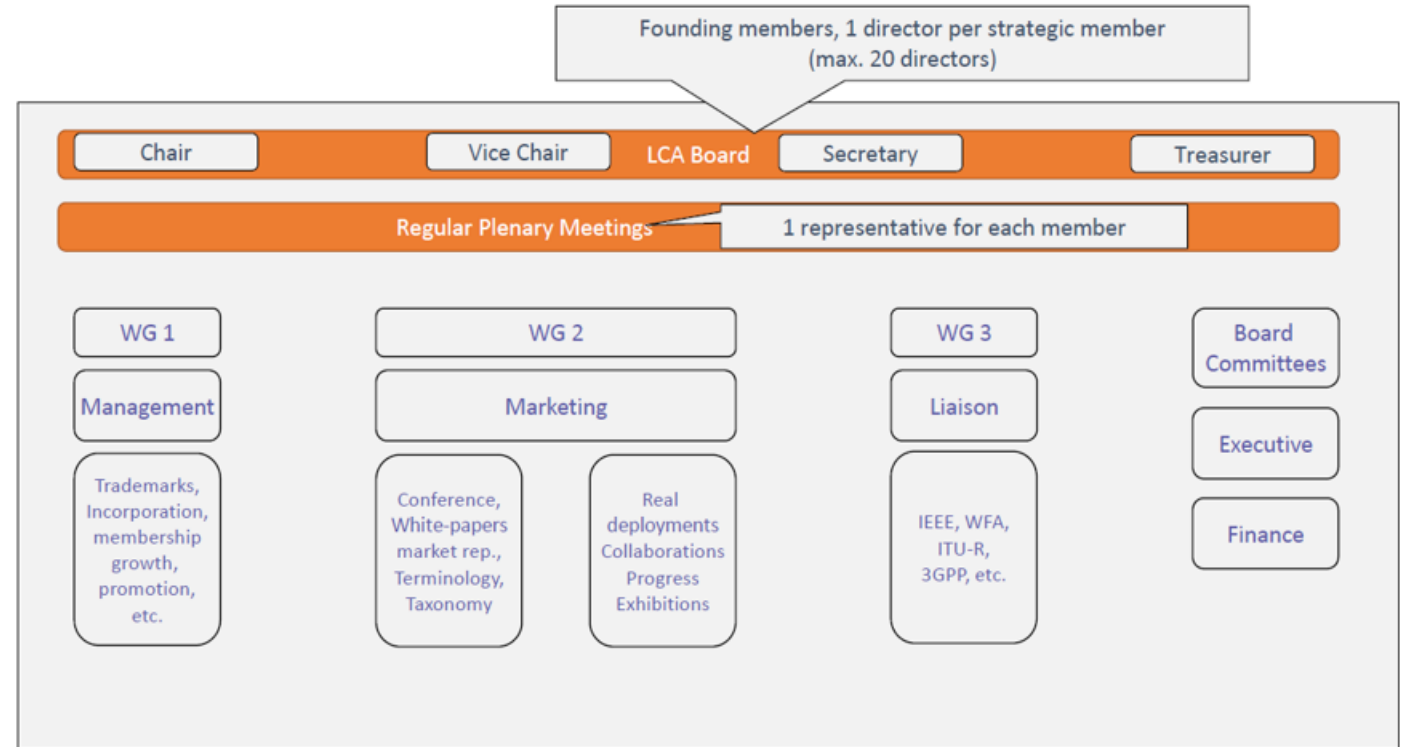 Founding members, 1 director per strategic member
(max. 20 directors)
Chair
Vice Chair
LCA Board
Secretary
Treasurer
Regular Plenary Meetings
1 representative for each member
WG 1
WG 2
WG 3
Board
Committees
Management
Marketing
Liaison
Executive
Trademarks,
Incorporation,
membership
growth,
promotion,
etc.
Conference,
White-papers
market rep.,
Terminology,
Taxonomy
Real
deployments
Collaborations
Progress
Exhibitions
IEEE, WFA,
ITU-R,
3GPP, etc.
Finance